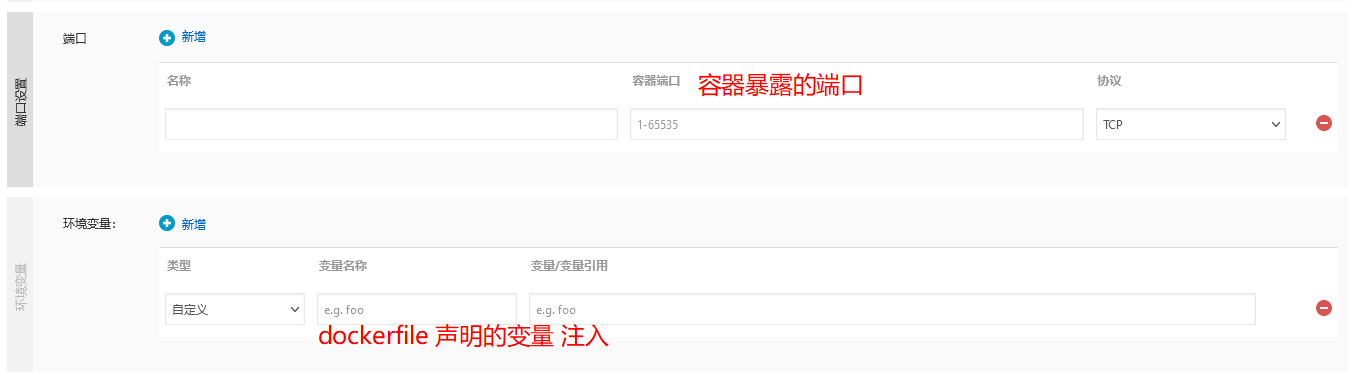 端口设置
端口
新增
名称
容器端口
容器暴露的端口
协议
1-65535
TCP
环境变量
环境变量：
新增
类型
变量名称
变量/变量引用
自定义
e.g. foo
e.g. foo
dockerfile 声明的变量 注入